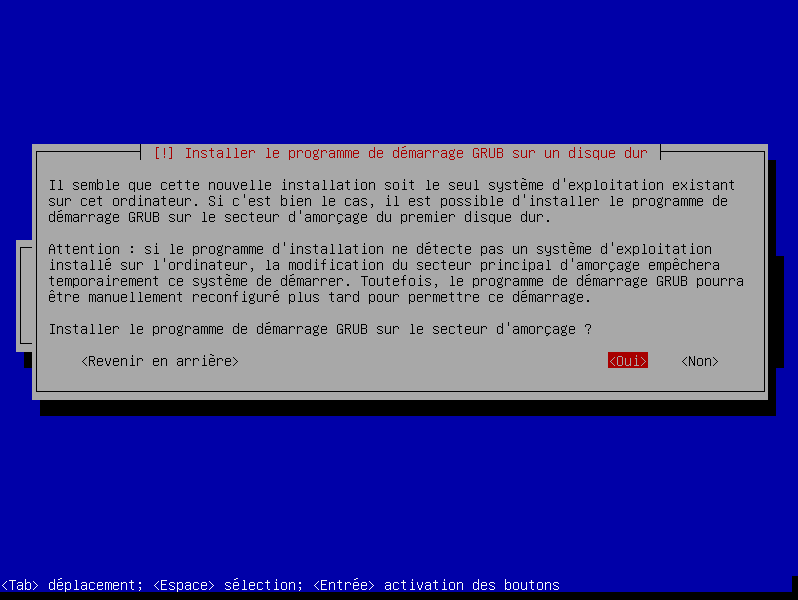 [!] Installer le programme de démarrage GRUB sur un disque dur
Il semble que cette nouvelle installation soit le seul système d'exploitation existant
sur cet ordinateur. Si c'est bien le cas, il est possible d'installer le programme de
démarrage GRUB sur le secteur d'amorçage du premier disque dur.
Attention : si le programme d'installation ne détecte pas un système d'exploitation
installé sur l'ordinateur, la modification du secteur principal d'amorçage empêchera
temporairement ce système de démarrer. Toutefois, le programme de démarrage GRUB pourra
être manuellement reconfiguré plus tard pour permettre ce démarrage.
Installer le programme de démarrage GRUB sur le secteur d'amorçage ?
<Revenir en arrière> <Oui> <Non>
<Tab> déplacement; <Espace> sélection; <Entrée> activation des boutons